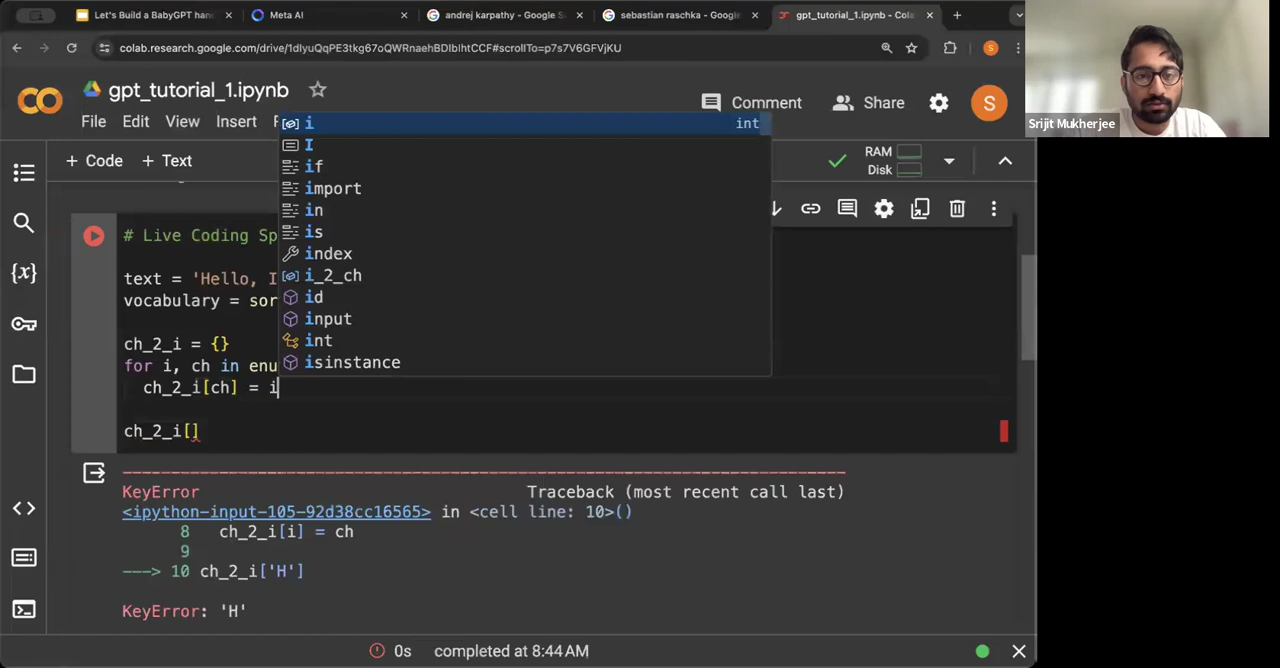 Let's Build a BabyGPT han
Meta AI
andrej karpathy - Google S
sebastian raschka - Google
gpt_tutorial_1.ipynb - Cola
colab.research.google.com/drive/1dIyuQqPE3tkg67oQWRnaehBDIbIhtCCF#scrollTo=p7s7V6GFVjKU
S
gpt_tutorial_1.ipynb
Comment
Share
S
Srijit Mukherjee
File Edit View Insert
+ Code + Text
RAM
Disk
i int
I
if
import
in
is
index
i_2_ch
id
input
int
isinstance
# Live Coding Sp
text = 'Hello, I
vocabulary = sor
ch_2_i = {}
for i, ch in enu
ch_2_i[ch] = i
ch_2_i[]
KeyError Traceback (most recent call last)
<ipython-input-105-92d38cc16565> in <cell line: 10>()
8 ch_2_i[i] = ch
9
---> 10 ch_2_i['H']
KeyError: 'H'
0s completed at 8:44 AM